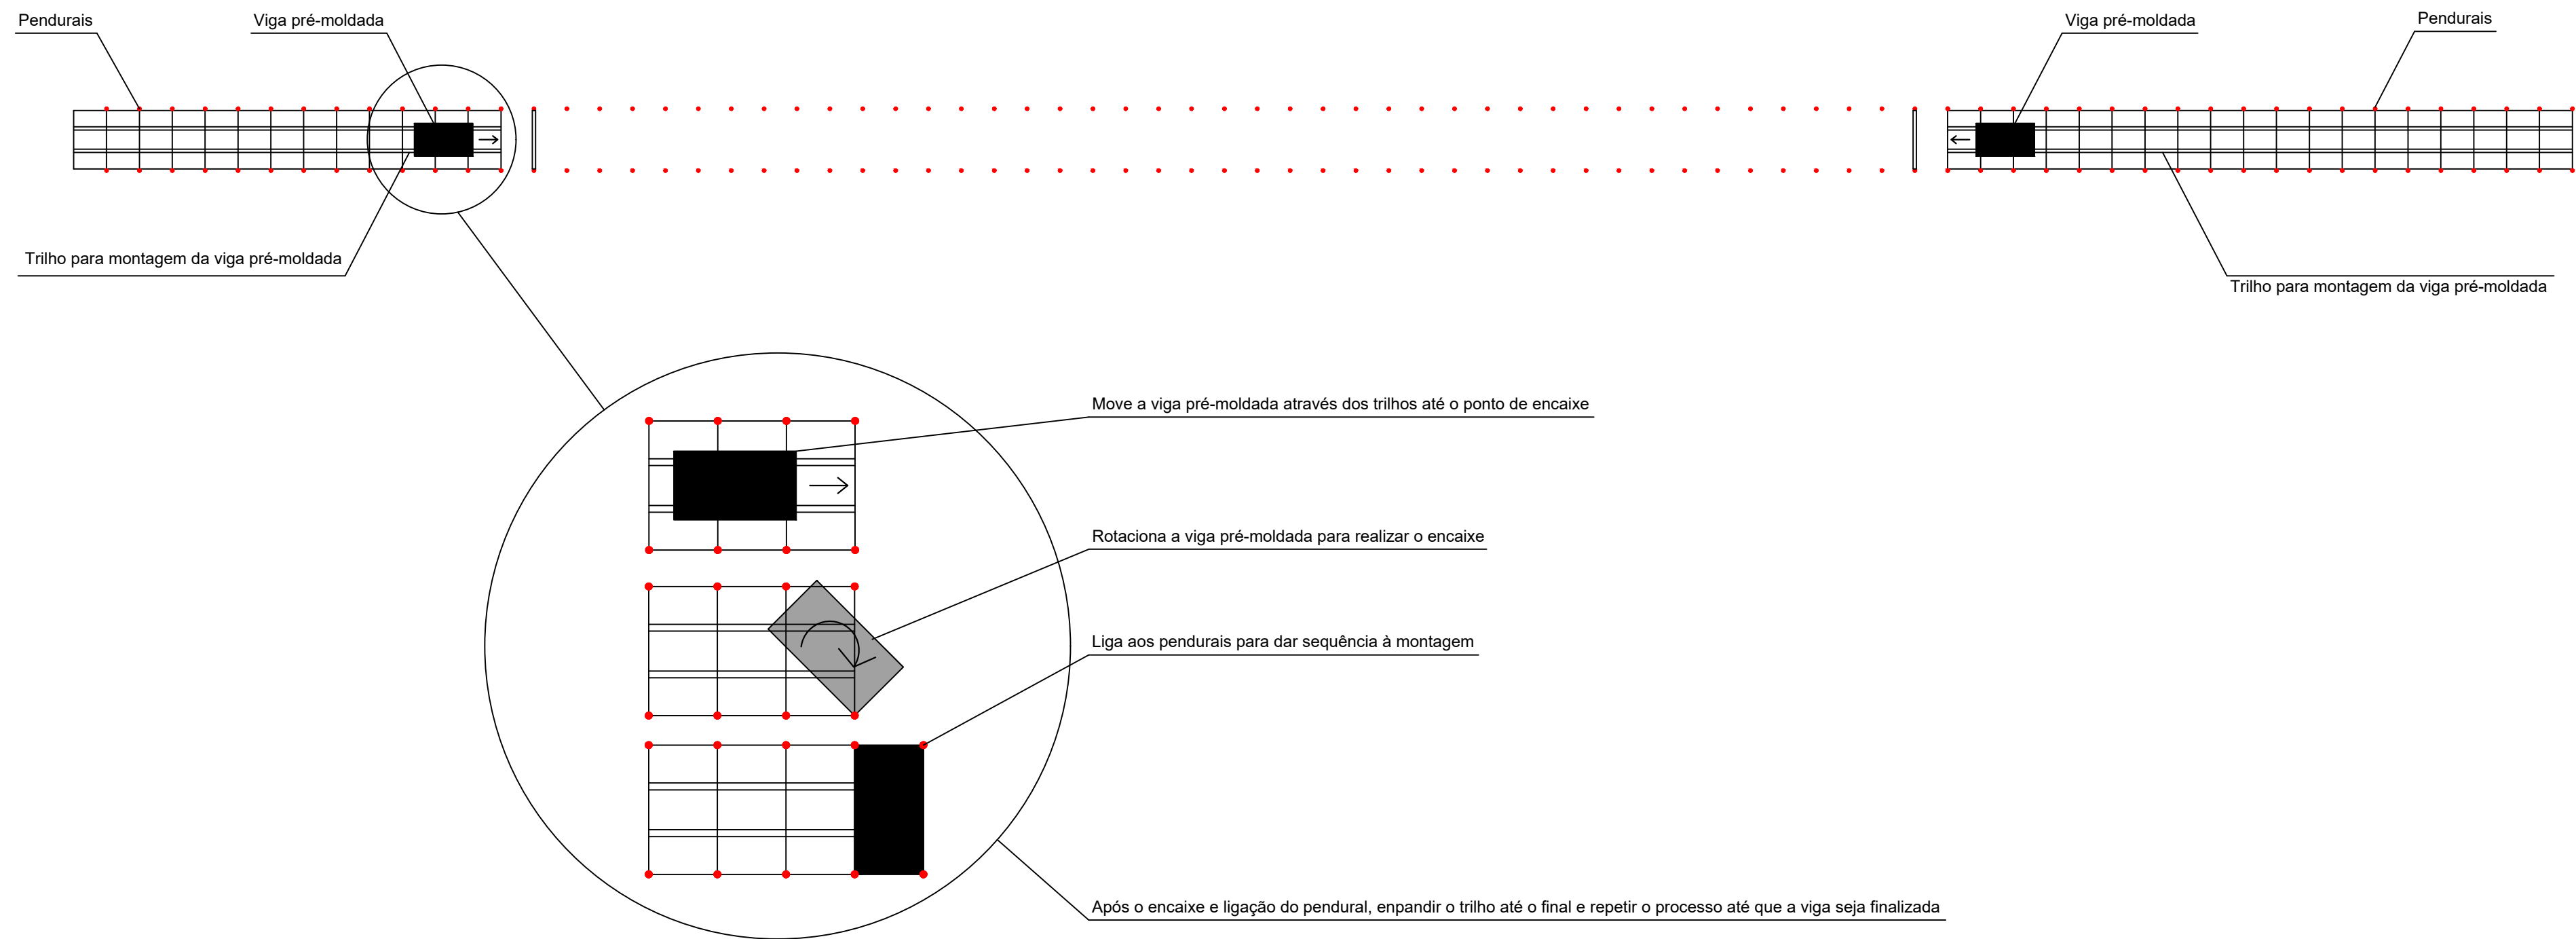 Pendurais
Viga pré-moldada
Viga pré-moldada
Pendurais
Trilho para montagem da viga pré-moldada
Trilho para montagem da viga pré-moldada
Move a viga pré-moldada através dos trilhos até o ponto de encaixe
Rotaciona a viga pré-moldada para realizar o encaixe
Liga aos pendurais para dar sequência à montagem
Após o encaixe e ligação do pendural, enpandir o trilho até o final e repetir o processo até que a viga seja finalizada